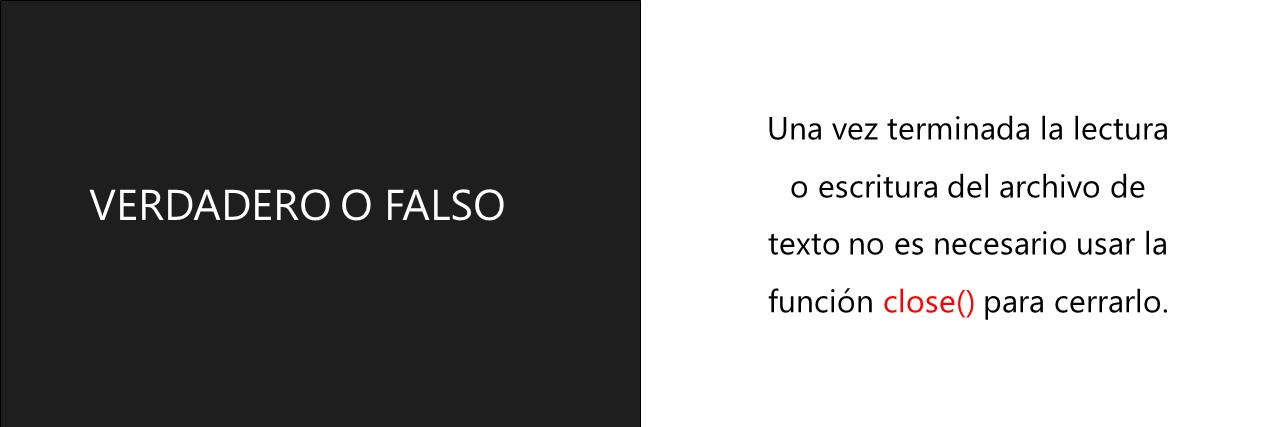 VERDADERO O FALSO
Una vez terminada la lectura
o escritura del archivo de
texto no es necesario usar la
función close() para cerrarlo.